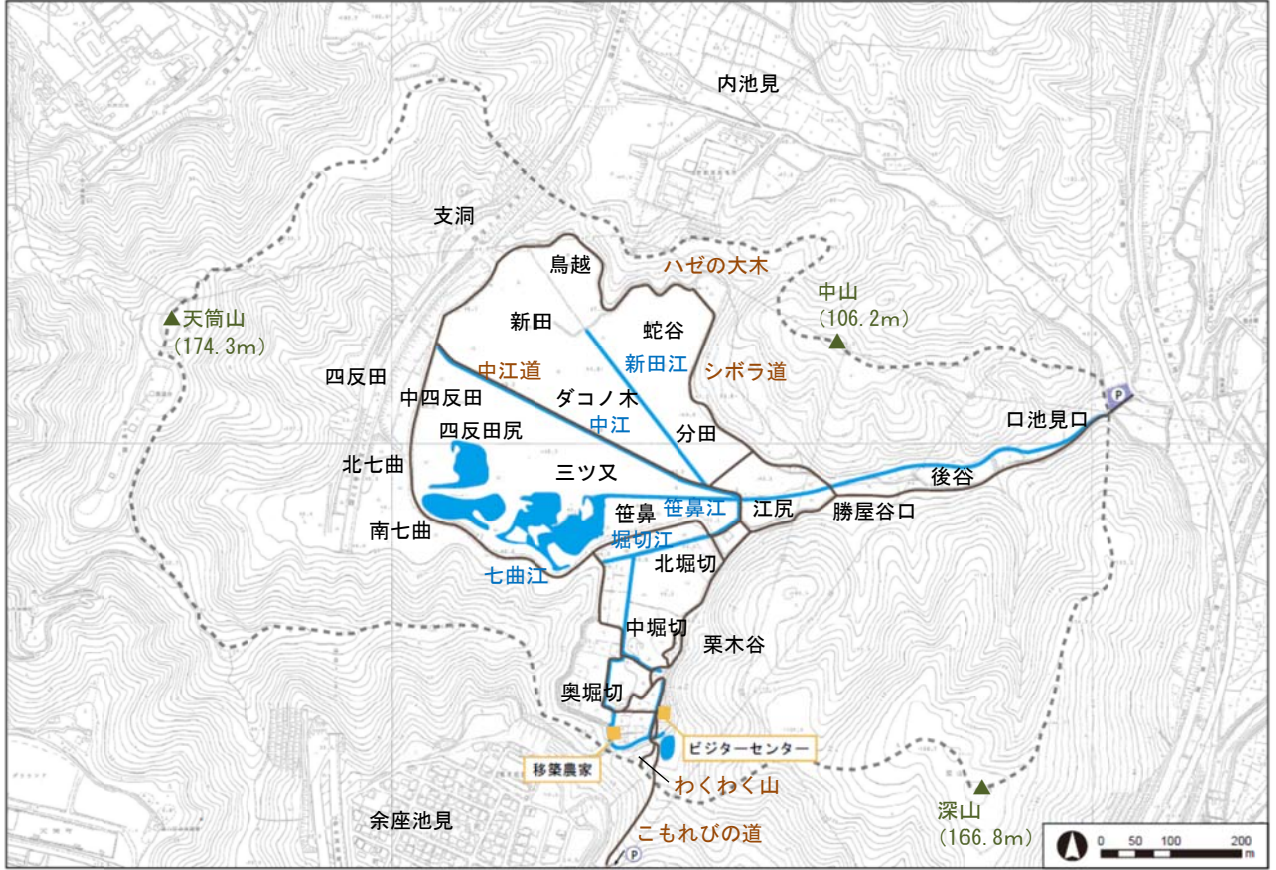 内池見
支洞
鳥越
ハゼの大木
中山
(106.2m)
天筒山
(174.3m)
新田
蛇谷
新田江
シボラ道
中江道
四反田
中四反田
ダコノ木
中江
分田
四反田尻
口池見口
P
北七曲
三ツ又
後谷
笹鼻
笹鼻江
江尻
勝屋谷口
南七曲
堀切江
北堀切
七曲江
中堀切
栗木谷
奥堀切
ビジターセンター
移築農家
わくわく山
深山
(166.8m)
余座池見
こもれびの道
P
0 50 100 200
m